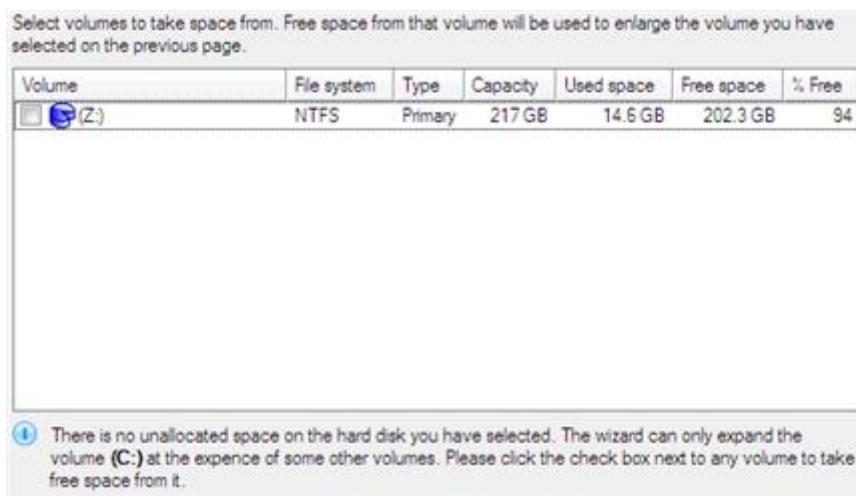 Select volumes to take space from. Free space from that volume will be used to enlarge the volume you have
selected on the previous page.
Volume File system Type Capacity Used space Free space % Free
(Z:) NTFS Primary 217 GB 14.6 GB 202.3 GB 94
There is no unallocated space on the hard disk you have selected. The wizard can only expand the
volume (C:) at the expence of some other volumes. Please click the check box next to any volume to take
free space from it.